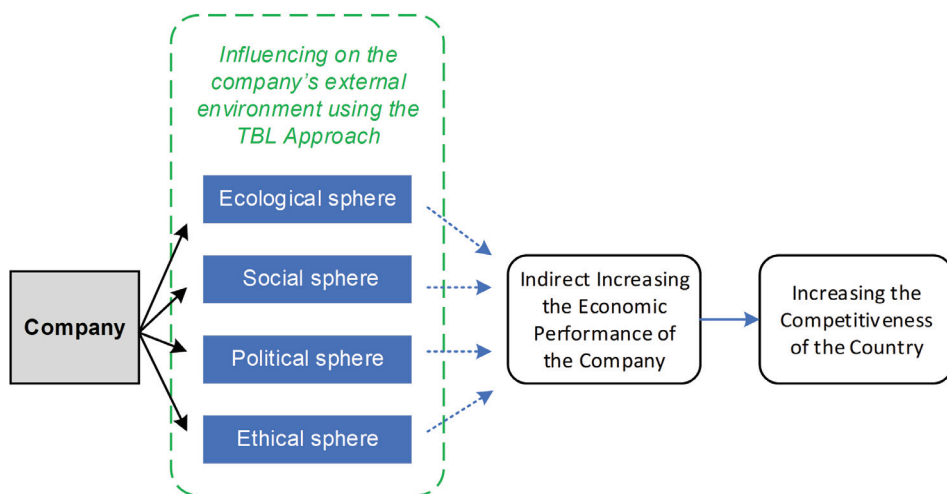 Influencing on the
company's external
environment using the
TBL Approach
Ecological sphere
Social sphere
Political sphere
Ethical sphere
Company
Indirect Increasing
the Economic
Performance of
the Company
Increasing the
Competitiveness
of the Country